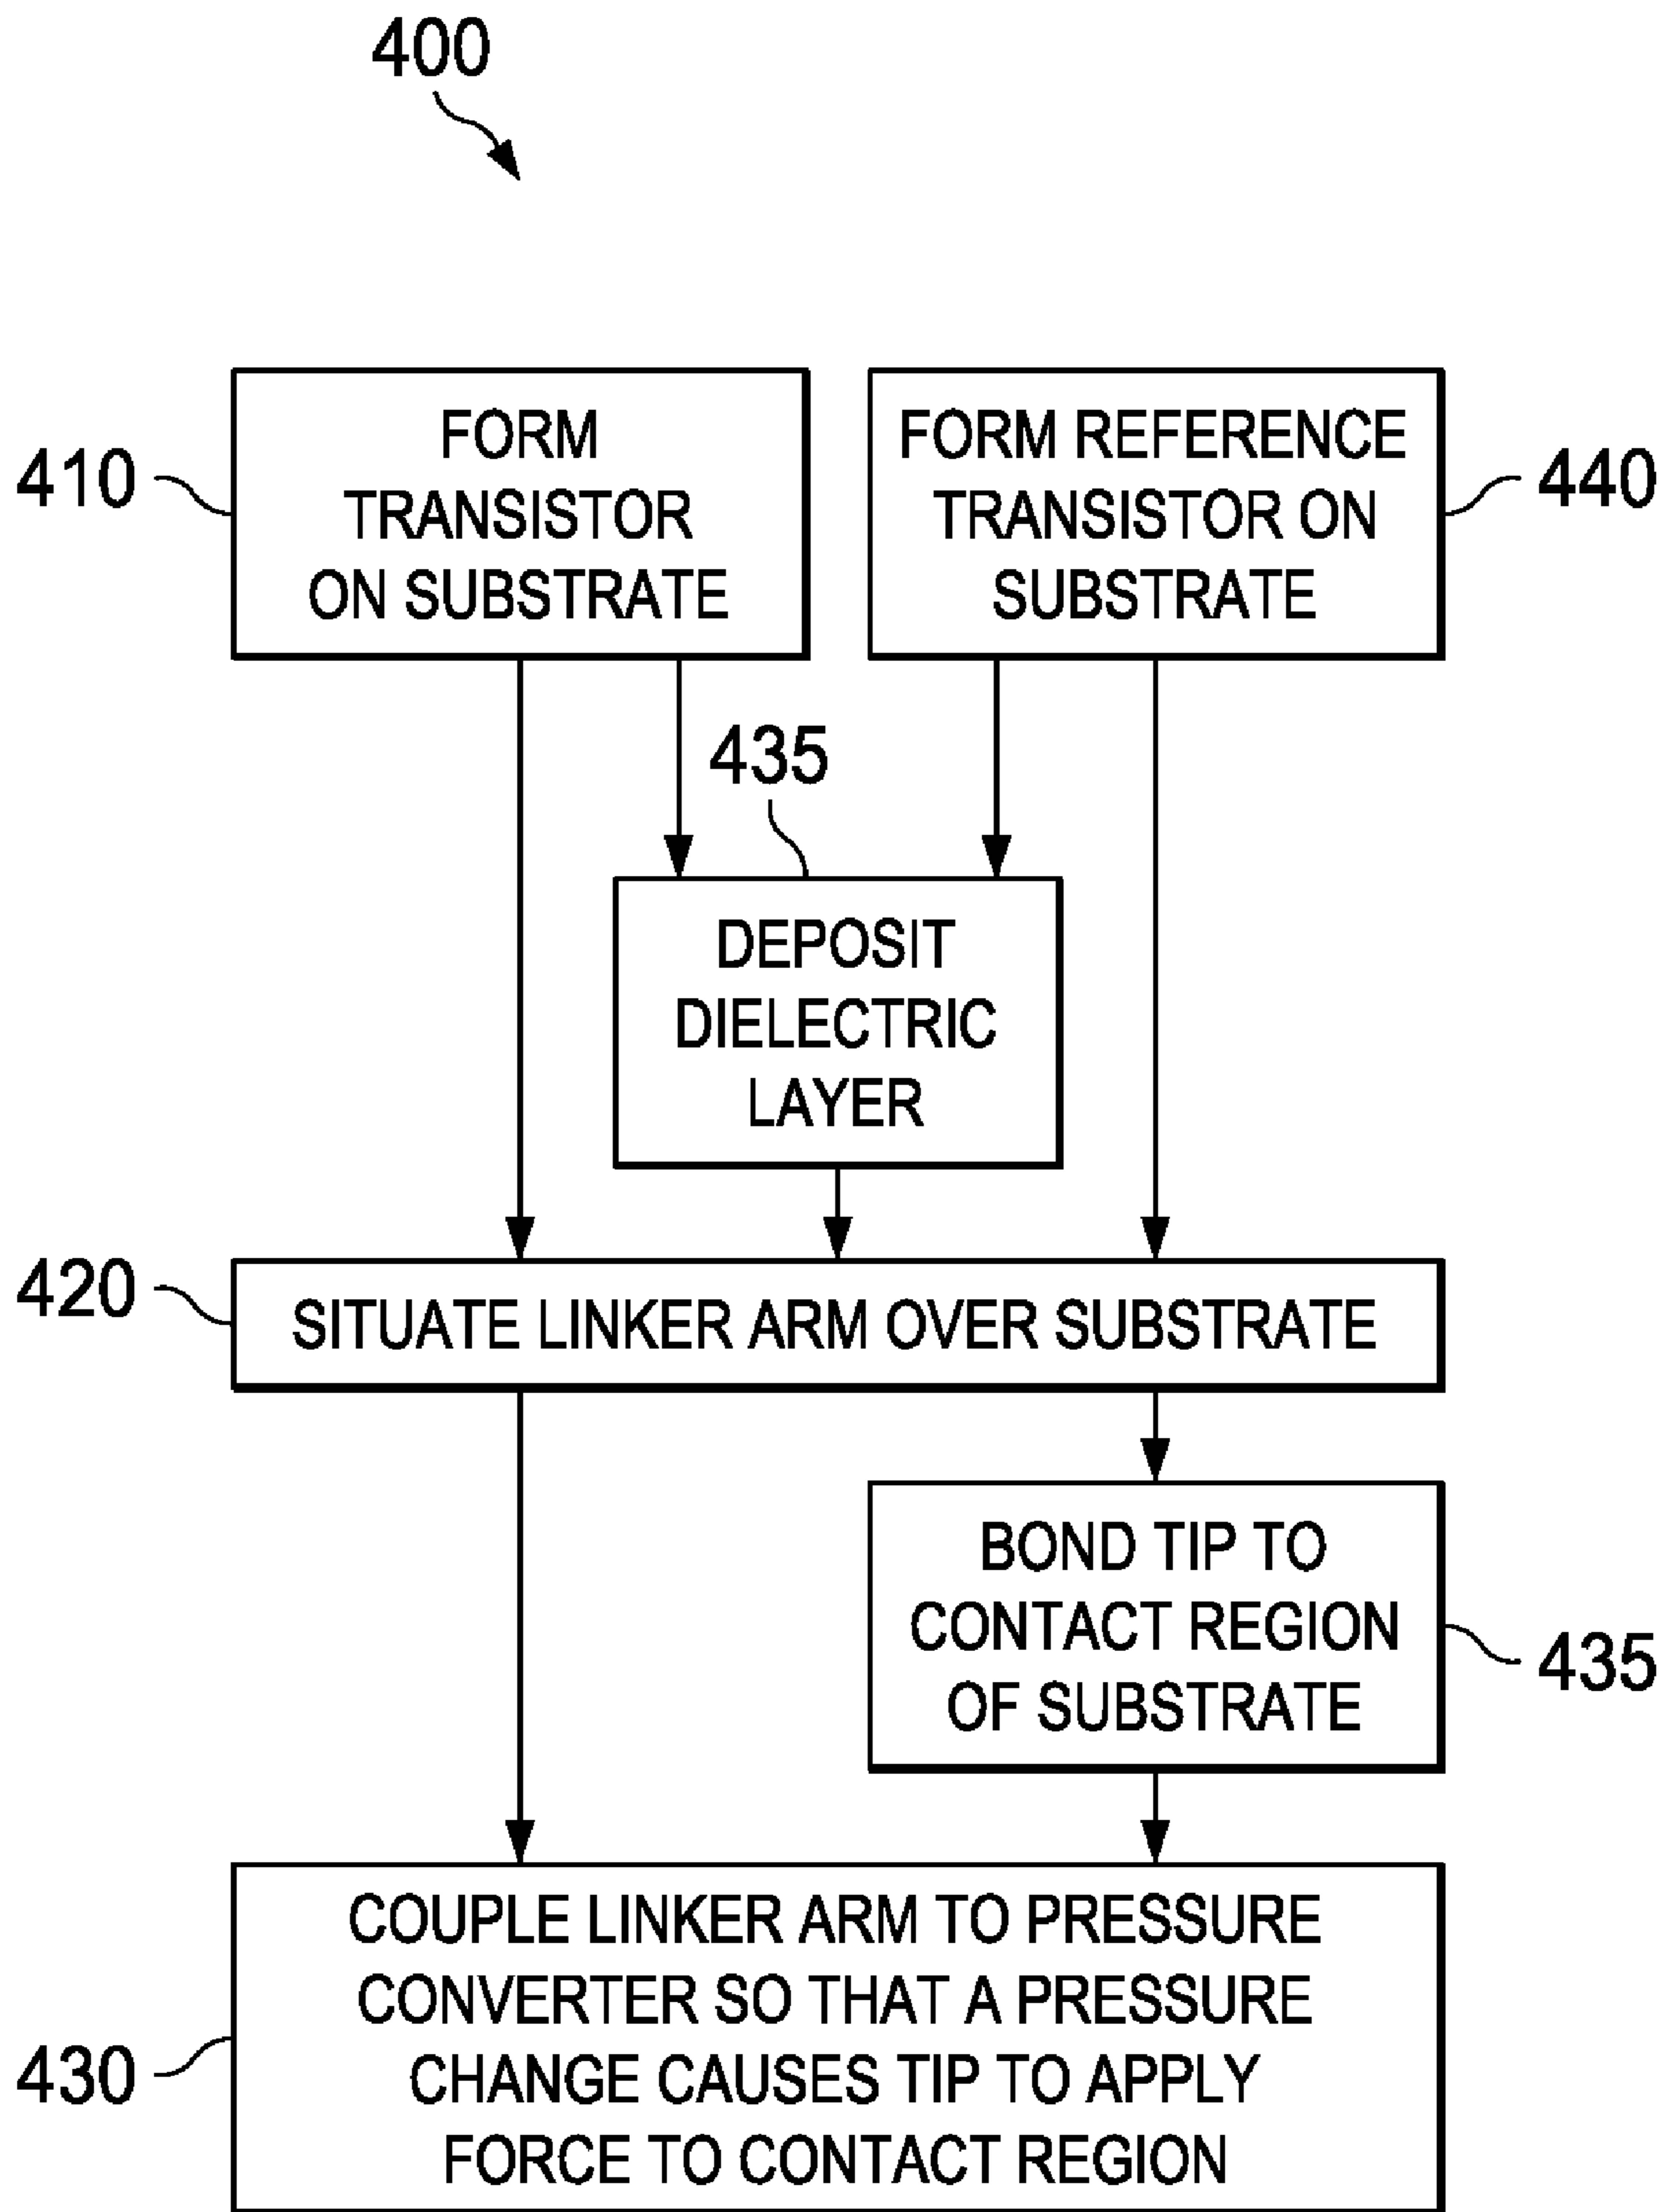 400
410
FORM
TRANSISTOR
ON SUBSTRATE
FORM REFERENCE
TRANSISTOR ON
SUBSTRATE
440
435
DEPOSIT
DIELECTRIC
LAYER
420
SITUATE LINKER ARM OVER SUBSTRATE
BOND TIP TO
CONTACT REGION
OF SUBSTRATE
435
430
COUPLE LINKER ARM TO PRESSURE
CONVERTER SO THAT A PRESSURE
CHANGE CAUSES TIP TO APPLY
FORCE TO CONTACT REGION